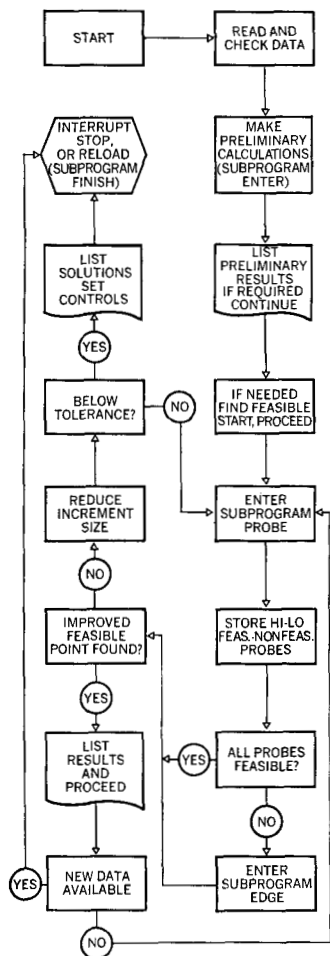 START
READ AND
CHECK DATA
INTERRUPT
STOP,
OR RELOAD
(SUBPROGRAM
FINISH)
MAKE
PRELIMINARY
CALCULATIONS
(SUBPROGRAM
ENTER)
LIST
SOLUTIONS
SET
CONTROLS
LIST
PRELIMINARY
RESULTS
IF REQUIRED
CONTINUE
YES
BELOW
TOLERANCE?
NO
IF NEEDED
FIND FEASIBLE
START, PROCEED
REDUCE
INCREMENT
SIZE
ENTER
SUBPROGRAM
PROBE
NO
IMPROVED
FEASIBLE
POINT FOUND?
STORE HI-LO
FEAS.-NONFEAS.
PROBES
YES
LIST
RESULTS
AND
PROCEED
YES
ALL PROBES
FEASIBLE?
NO
YES
NEW DATA
AVAILABLE
ENTER
SUBPROGRAM
EDGE
NO